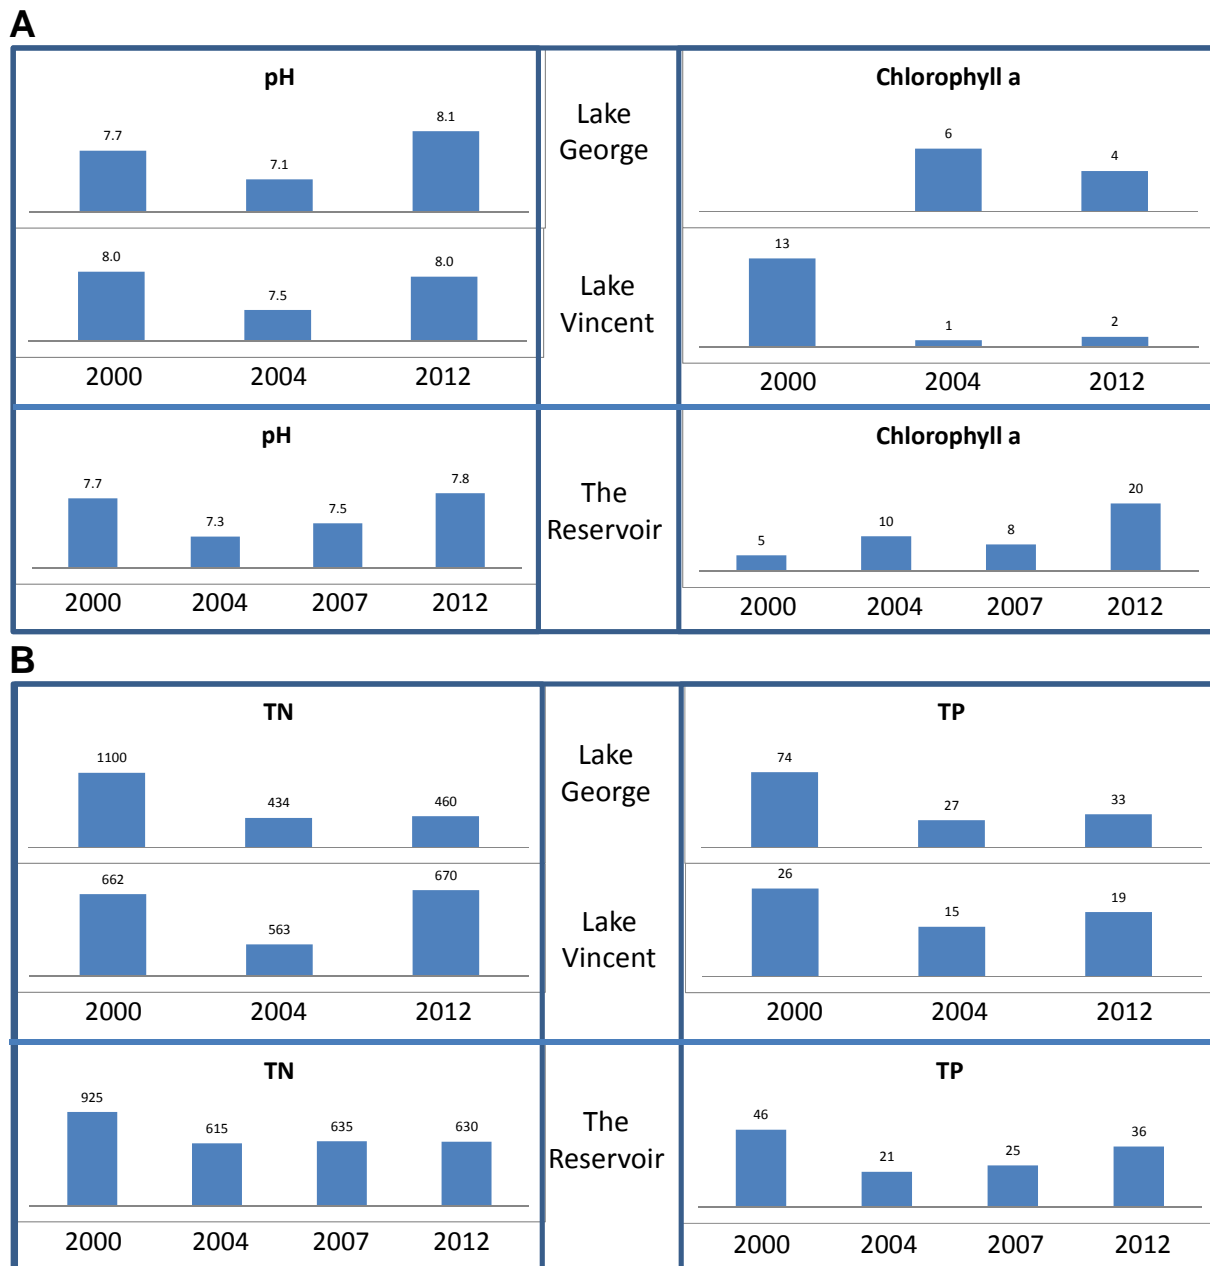 A
pH
7.7
7.1
8.1
Lake
George
Chlorophyll a
6
4
8.0
7.5
8.0
Lake
Vincent
13
1
2
2000 2004 2012
2000 2004 2012
pH
7.7
7.3
7.5
7.8
The
Reservoir
Chlorophyll a
5
10
8
20
2000 2004 2007 2012
2000 2004 2007 2012
B
TN
1100
434
460
Lake
George
TP
74
27
33
662
563
670
Lake
Vincent
26
15
19
2000 2004 2012
2000 2004 2012
TN
925
615
635
630
The
Reservoir
TP
46
21
25
36
2000 2004 2007 2012
2000 2004 2007 2012